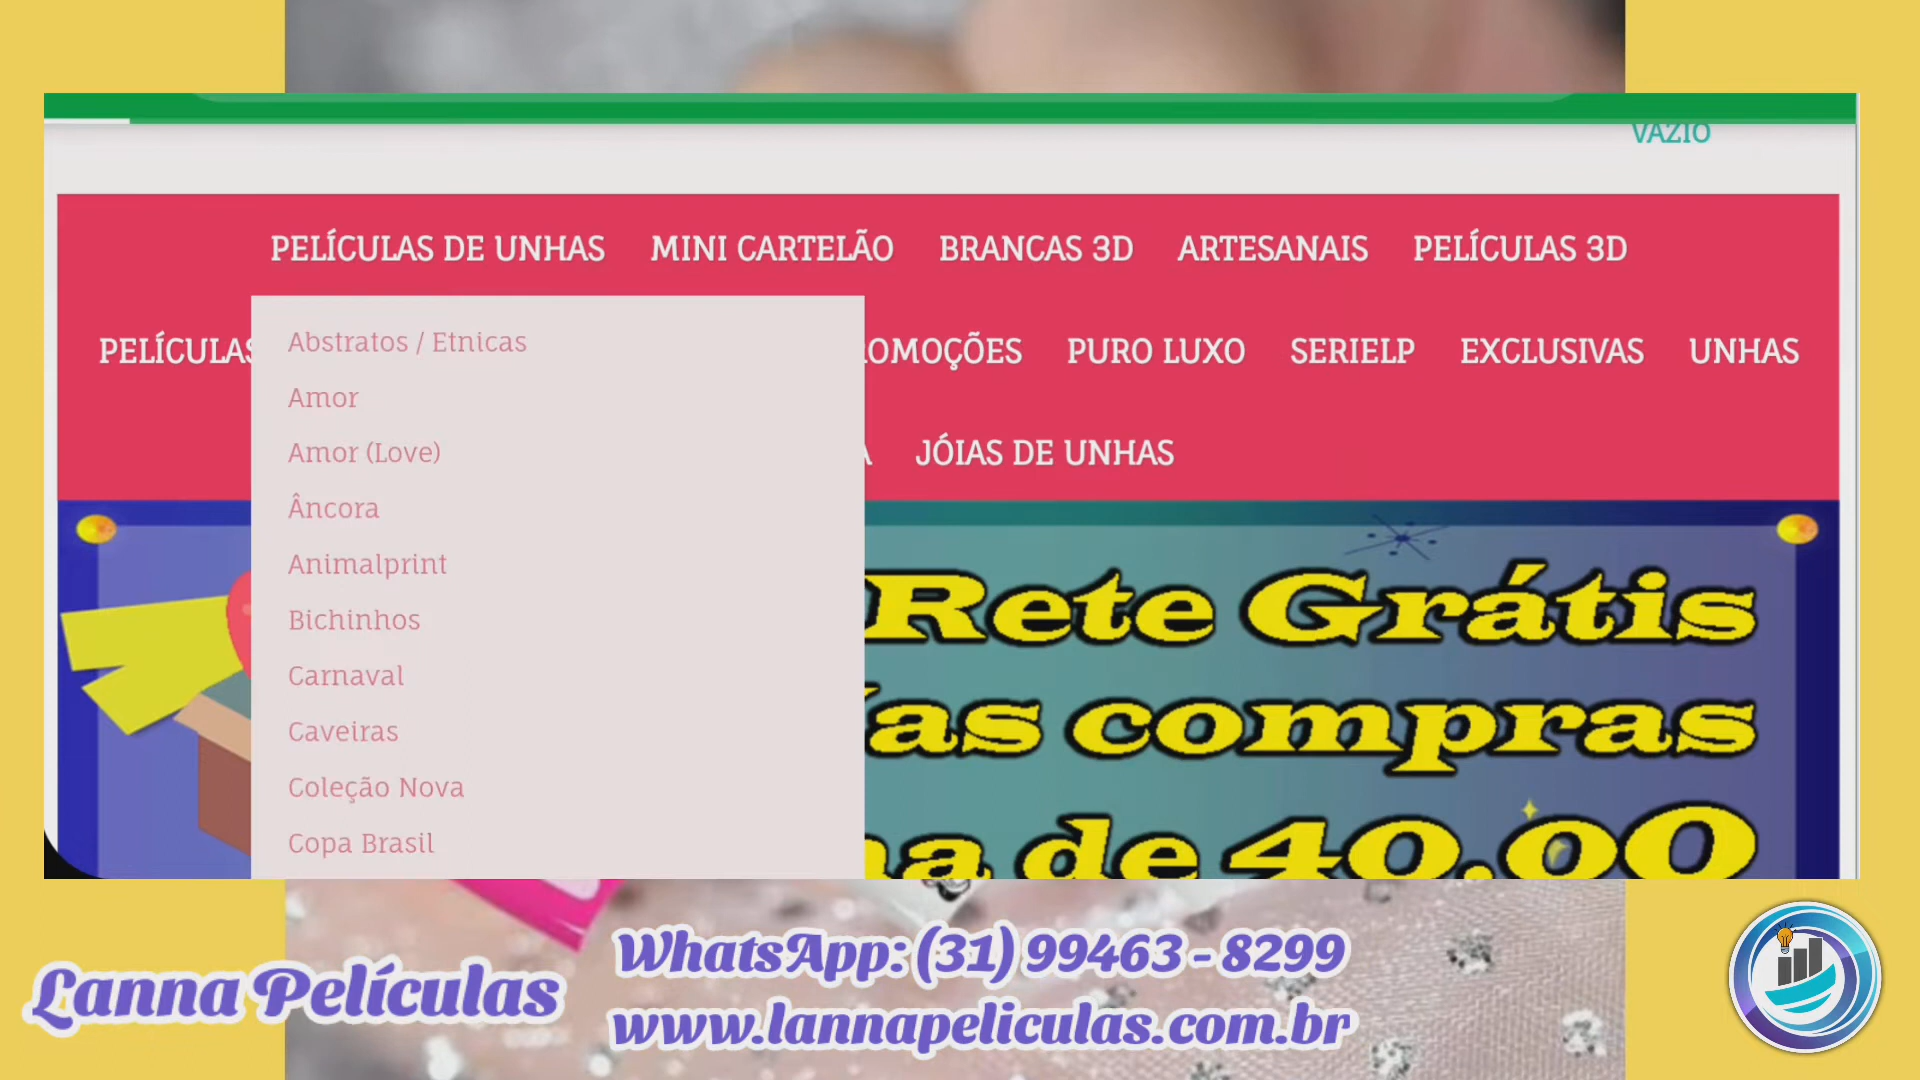 VAZIO
PELÍCULAS DE UNHAS MINI CARTELÃO BRANCAS 3D ARTESANAIS PELÍCULAS 3D
PELÍCULAS PURO LUXO SERIELP EXCLUSIVAS UNHAS
JÓIAS DE UNHAS
Abstratos / Etnicas
Amor
Amor (Love)
Âncora
Animalprint
Bichinhos
Carnaval
Caveiras
Coleção Nova
Copa Brasil
Rete Grátis
compras
de 40.00
Lanna Películas
WhatsApp: (31) 99463-8299
www.lannapeliculas.com.br